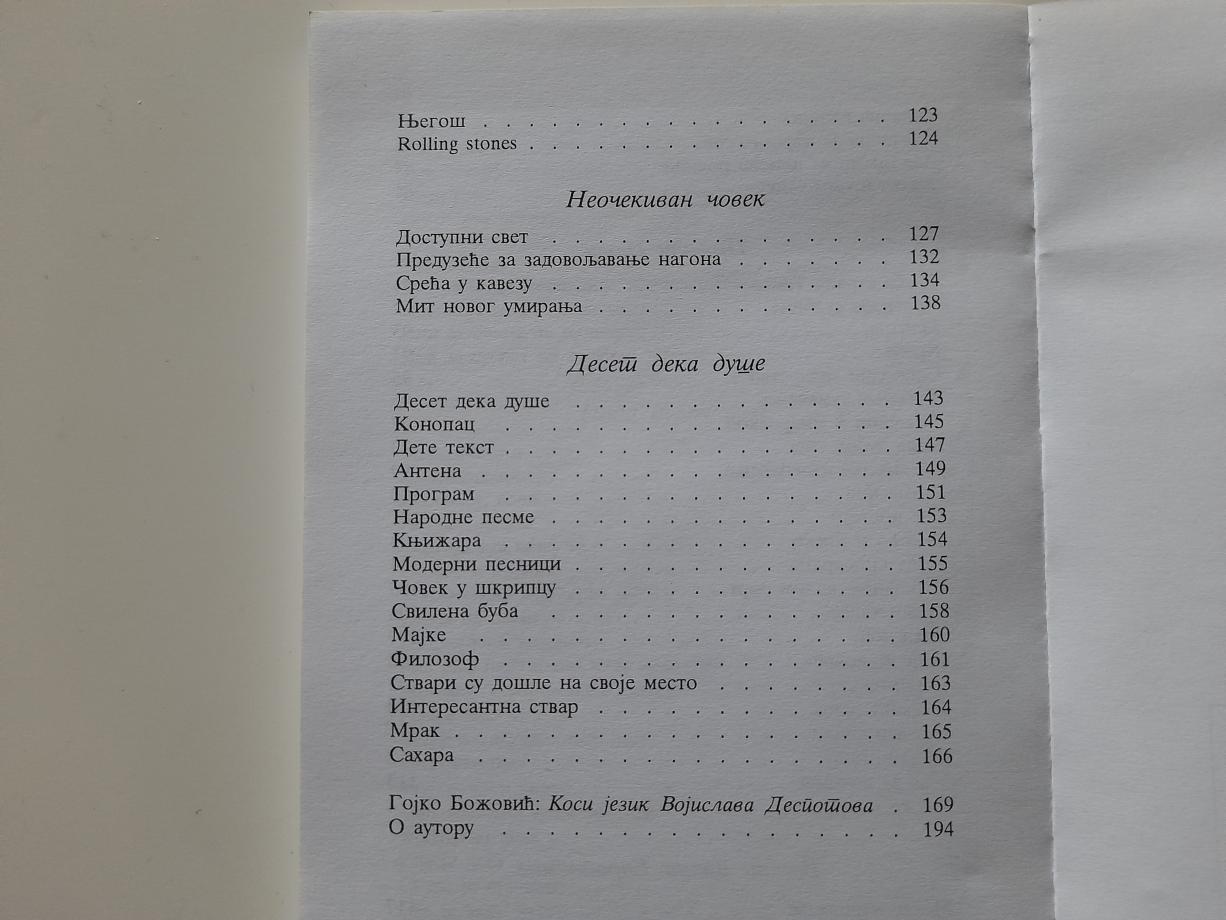 Његош . . . . . . . . . . . . . . . . . . 123
Rolling stones . . . . . . . . . . . . . . . . 124
Неочекиван човек
Доступни свет . . . . . . . . . . . . . . . 127
Предузеће за задовољавање нагона . . . . . . . 132
Срећа у кавезу . . . . . . . . . . . . . . . 134
Мит новог умирања . . . . . . . . . . . . . 138
Десет дека душе
Десет дека душе . . . . . . . . . . . . . . 143
Конопац . . . . . . . . . . . . . . . . . 145
Дете текст . . . . . . . . . . . . . . . . . 147
Антена . . . . . . . . . . . . . . . . . . 149
Програм . . . . . . . . . . . . . . . . . 151
Народне песме . . . . . . . . . . . . . . . 153
Књижара . . . . . . . . . . . . . . . . . 154
Модерни песници . . . . . . . . . . . . . . 155
Човек у шкрипцу . . . . . . . . . . . . . . 156
Свилена буба . . . . . . . . . . . . . . . 158
Мајке . . . . . . . . . . . . . . . . . . 160
Филозоф . . . . . . . . . . . . . . . . . 161
Ствари су дошле на своје место . . . . . . . . 163
Интересантна ствар . . . . . . . . . . . . . 164
Мрак . . . . . . . . . . . . . . . . . . . 165
Сахара . . . . . . . . . . . . . . . . . . 166
Гојко Божовић: Коси језик Војислава Деспотова . 169
О аутору . . . . . . . . . . . . . . . . . 194